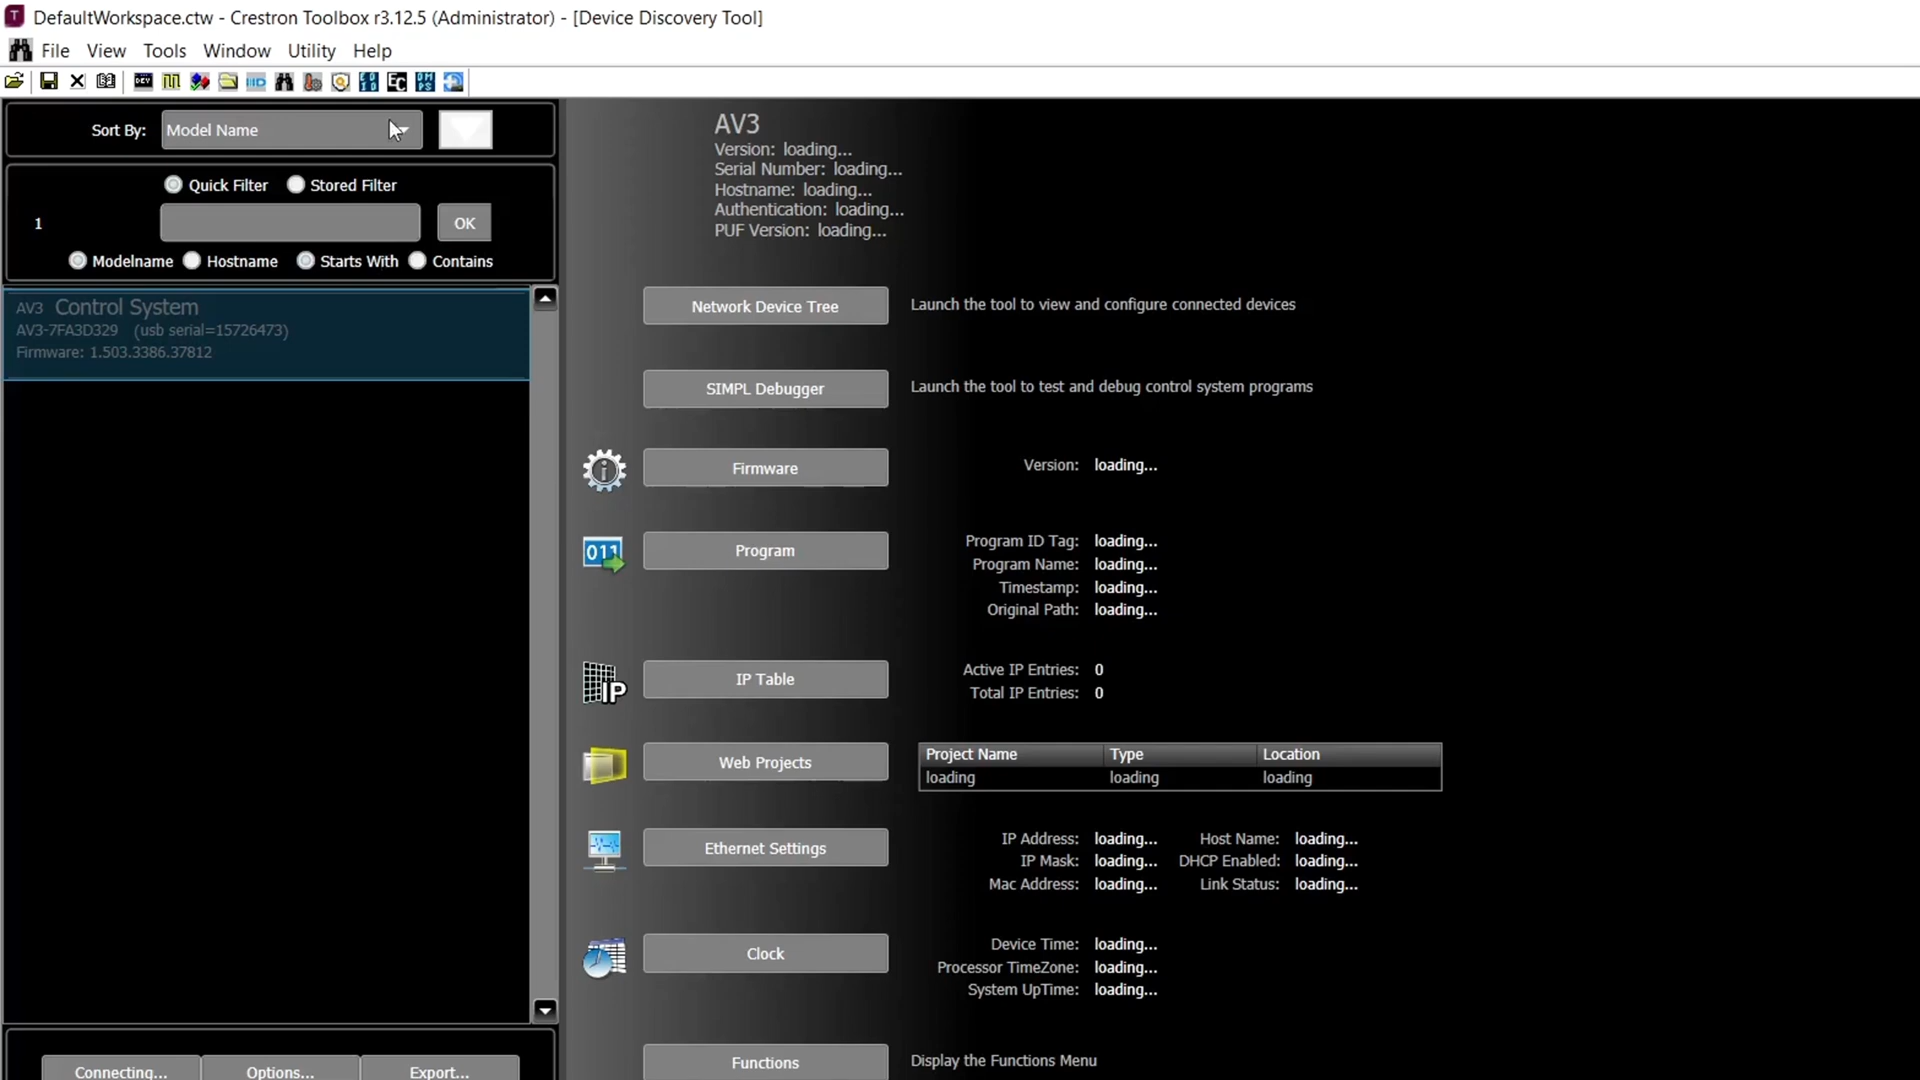 DefaultWorkspace.ctw - Crestron Toolbox r3.12.5 (Administrator) - [Device Discovery Tool]
File View Tools Window Utility Help
Sort By: Model Name
Quick Filter Stored Filter
1 OK
Modelname Hostname Starts With Contains
AV3 Control System
AV3-7FA3D329 (usb serial=15726473)
Firmware: 1.503.3386.37812
Connecting... Options... Export...
AV3
Version: loading...
Serial Number: loading...
Hostname: loading...
Authentication: loading...
PUF Version: loading...
Network Device Tree Launch the tool to view and configure connected devices
SIMPL Debugger Launch the tool to test and debug control system programs
Firmware Version: loading...
Program
Program ID Tag: loading...
Program Name: loading...
Timestamp: loading...
Original Path: loading...
IP
IP Table
Active IP Entries: 0
Total IP Entries: 0
Web Projects
Project Name Type Location
loading loading loading
Ethernet Settings
IP Address: loading... Host Name: loading...
IP Mask: loading... DHCP Enabled: loading...
Mac Address: loading... Link Status: loading...
Clock
Device Time: loading...
Processor TimeZone: loading...
System UpTime: loading...
Functions Display the Functions Menu